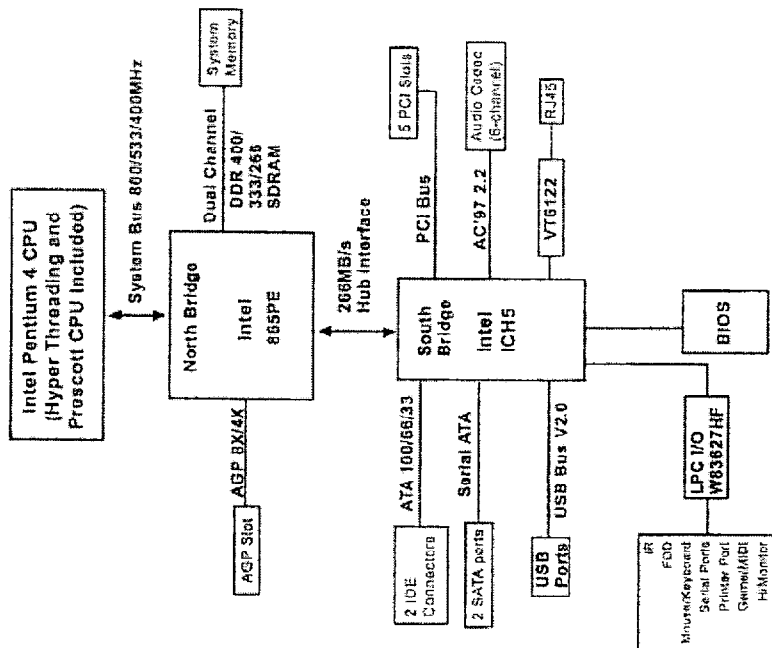 Intel Pentium 4 CPU
(Hyper Threading and
Prescott CPU Included)
System Bus 800/533/400MHz
AGP Slot
AGP 8X/4X
North Bridge
Intel
865PE
Dual Channel
DDR 400/
333/266
SDRAM
System
Memory
266MB/s
Hub Interface
2 IDE
Connectors
ATA 100/66/33
2 SATA ports
Serial ATA
USB
Ports
USB Bus V2.0
South
Bridge
Intel
ICH5
PCI Bus
5 PCI Slots
AC'97 2.2
Audio Codec
(6-channel)
VT6122
RJ45
BIOS
LPC I/O
W83627HF
IR
FDD
Mouse/Keyboard
Serial Ports
Printer Port
Game/MIDI
H/Monitor